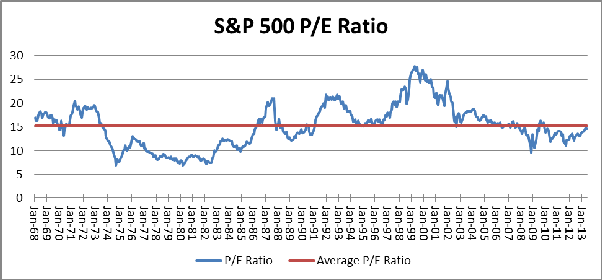 S&P 500 P/E Ratio
30
25
20
15
10
5
0
Jan-68
Jan-69
Jan-70
Jan-71
Jan-72
Jan-73
Jan-74
Jan-75
Jan-76
Jan-77
Jan-78
Jan-79
Jan-80
Jan-81
Jan-82
Jan-83
Jan-84
Jan-85
Jan-86
Jan-87
Jan-88
Jan-89
Jan-90
Jan-91
Jan-92
Jan-93
Jan-94
Jan-95
Jan-96
Jan-97
Jan-98
Jan-99
Jan-00
Jan-01
Jan-02
Jan-03
Jan-04
Jan-05
Jan-06
Jan-07
Jan-08
Jan-09
Jan-10
Jan-11
Jan-12
Jan-13
P/E Ratio
Average P/E Ratio